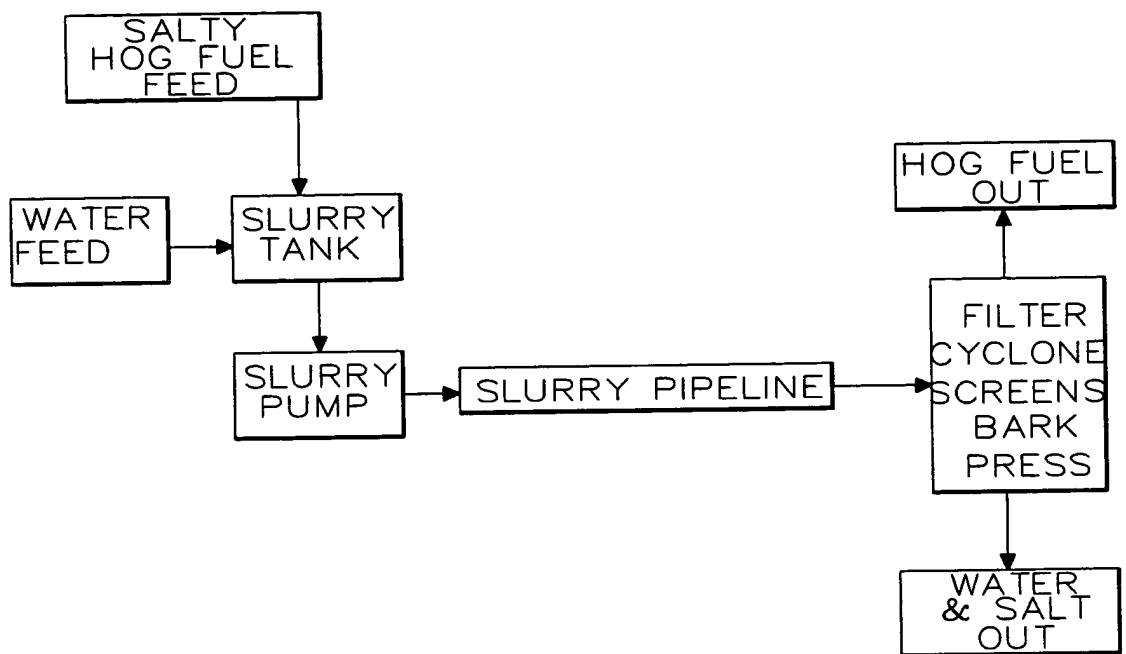 SALTY
HOG FUEL
FEED
WATER
FEED
SLURRY
TANK
SLURRY
PUMP
SLURRY PIPELINE
HOG FUEL
OUT
FILTER
CYCLONE
SCREENS
BARK
PRESS
WATER
& SALT
OUT